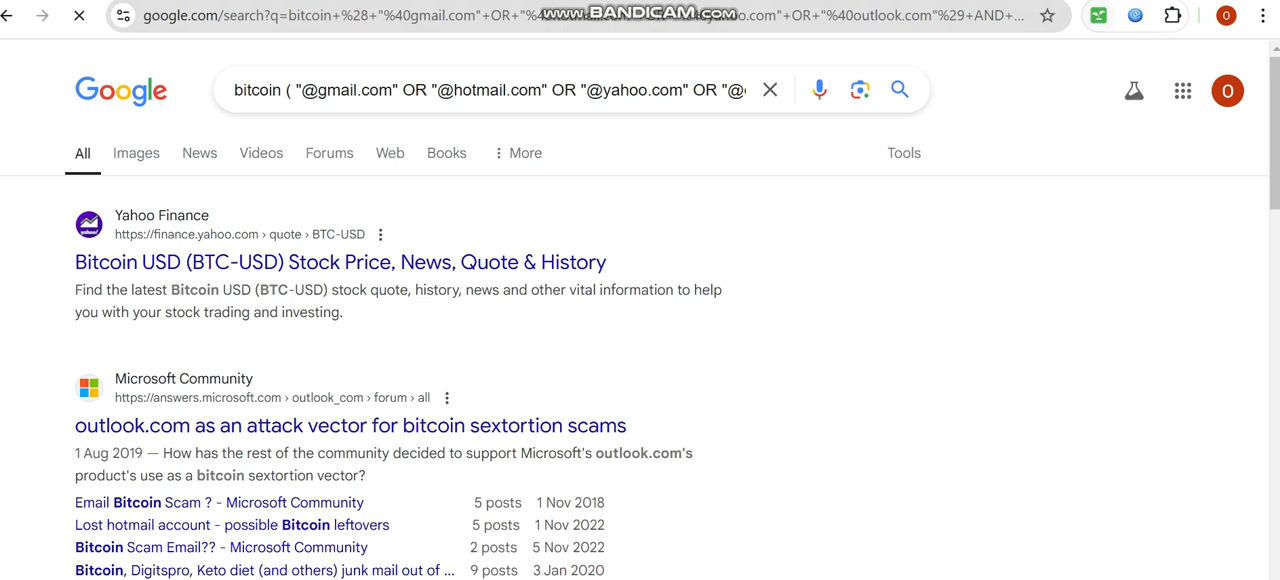 google.com/search?q=bitcoin+%28+"%40gmail.com"+OR+"% yahoo.com"+OR+"%40outlook.com"%29+AND+...
www.BANDICAM.com
O
Google
bitcoin ( "@gmail.com" OR "@hotmail.com" OR "@yahoo.com" OR "@
O
All Images News Videos Forums Web Books More Tools
Yahoo Finance
yahoo!
https://finance.yahoo.com › quote › BTC-USD
Bitcoin USD (BTC-USD) Stock Price, News, Quote & History
Find the latest Bitcoin USD (BTC-USD) stock quote, history, news and other vital information to help
you with your stock trading and investing.
Microsoft Community
https://answers.microsoft.com › outlook_com › forum › all
outlook.com as an attack vector for bitcoin sextortion scams
1 Aug 2019 — How has the rest of the community decided to support Microsoft's outlook.com's
product's use as a bitcoin sextortion vector?
Email Bitcoin Scam ? - Microsoft Community 5 posts 1 Nov 2018
Lost hotmail account - possible Bitcoin leftovers 5 posts 1 Nov 2022
Bitcoin Scam Email?? - Microsoft Community 2 posts 5 Nov 2022
Bitcoin, Digitspro, Keto diet (and others) junk mail out of ... 9 posts 3 Jan 2020